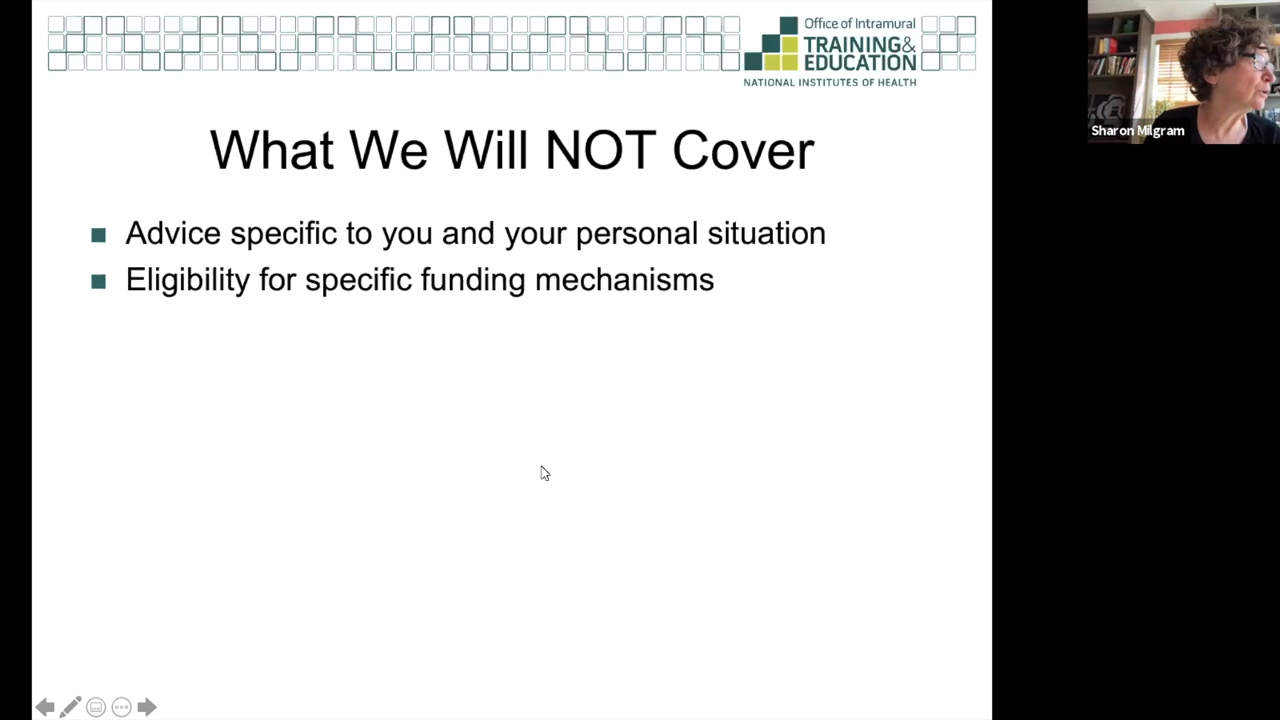 Office of Intramural
TRAINING&
EDUCATION
NATIONAL INSTITUTES OF HEALTH
Sharon Milgram
What We Will NOT Cover
Advice specific to you and your personal situation
Eligibility for specific funding mechanisms